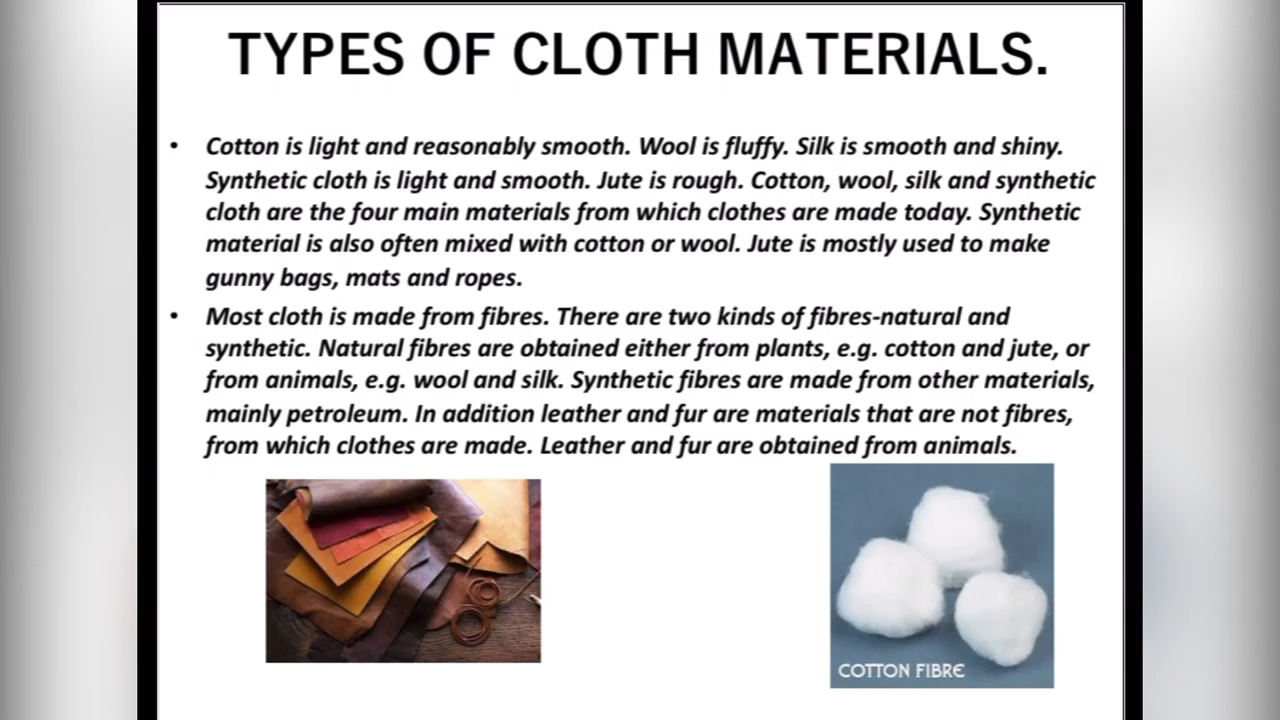 TYPES OF CLOTH MATERIALS.
• Cotton is light and reasonably smooth. Wool is fluffy. Silk is smooth and shiny.
Synthetic cloth is light and smooth. Jute is rough. Cotton, wool, silk and synthetic
cloth are the four main materials from which clothes are made today. Synthetic
material is also often mixed with cotton or wool. Jute is mostly used to make
gunny bags, mats and ropes.
• Most cloth is made from fibres. There are two kinds of fibres-natural and
synthetic. Natural fibres are obtained either from plants, e.g. cotton and jute, or
from animals, e.g. wool and silk. Synthetic fibres are made from other materials,
mainly petroleum. In addition leather and fur are materials that are not fibres,
from which clothes are made. Leather and fur are obtained from animals.
COTTON FIBRE